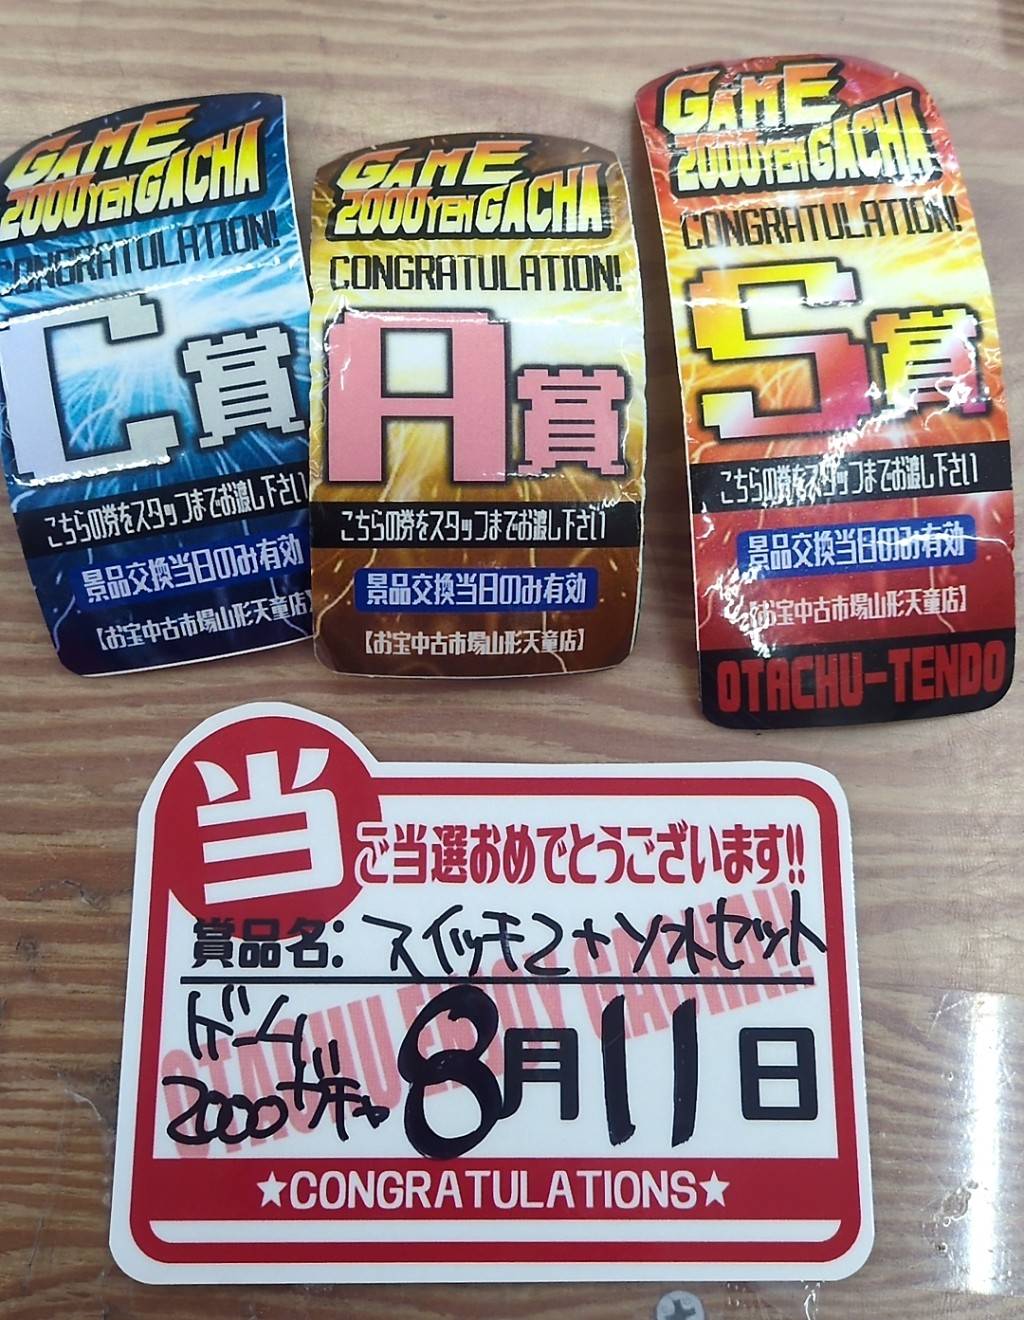 GAME
2000YENGACHA
CONGRATULATION!
C賞
こちらの券をスタッフまでお渡し下さい
景品交換当日のみ有効
【お宝中古市場山形天童店】
GAME
2000YENGACHA
CONGRATULATION!
A賞
こちらの券をスタッフまでお渡し下さい
景品交換当日のみ有効
【お宝中古市場山形天童店】
GAME
2000YENGACHA
CONGRATULATION!
S賞
こちらの券をスタッフまでお渡し下さい
景品交換当日のみ有効
【お宝中古市場山形天童店】
OTACHU-TENDO
当
ご当選おめでとうございます!!
賞品名: スイッチ2+ソフトセット
ゲーム
2000ガチャ
8月11日
★CONGRATULATIONS★